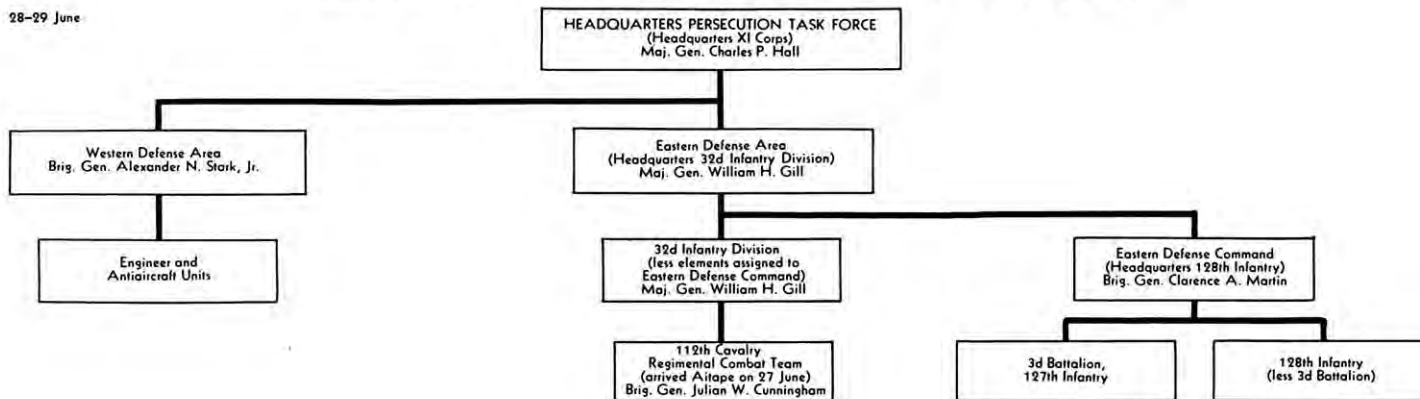 28–29 June
HEADQUARTERS PERSECUTION TASK FORCE
(Headquarters XI Corps)
Maj. Gen. Charles P. Hall
Western Defense Area
Brig. Gen. Alexander N. Stark, Jr.
Eastern Defense Area
(Headquarters 32d Infantry Division)
Maj. Gen. William H. Gill
Engineer and
Antiaircraft Units
32d Infantry Division
(less elements assigned to
Eastern Defense Command)
Maj. Gen. William H. Gill
Eastern Defense Command
(Headquarters 128th Infantry)
Brig. Gen. Clarence A. Martin
112th Cavalry
Regimental Combat Team
(arrived Aitape on 27 June)
Brig. Gen. Julian W. Cunningham
3d Battalion,
127th Infantry
128th Infantry
(less 3d Battalion)